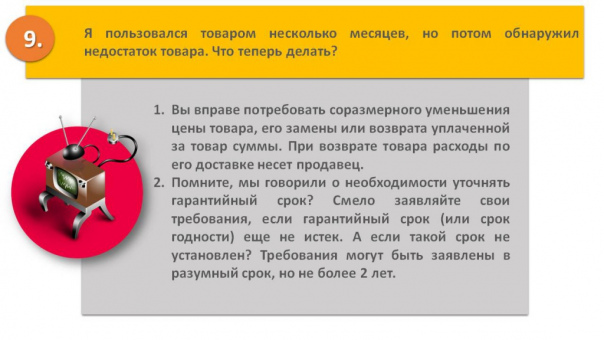 9.
Я пользовался товаром несколько месяцев, но потом обнаружил
недостаток товара. Что теперь делать?
1. Вы вправе потребовать соразмерного уменьшения
цены товара, его замены или возврата уплаченной
за товар суммы. При возврате товара расходы по
его доставке несет продавец.
2. Помните, мы говорили о необходимости уточнять
гарантийный срок? Смело заявляйте свои
требования, если гарантийный срок (или срок
годности) еще не истек. А если такой срок не
установлен? Требования могут быть заявлены в
разумный срок, но не более 2 лет.